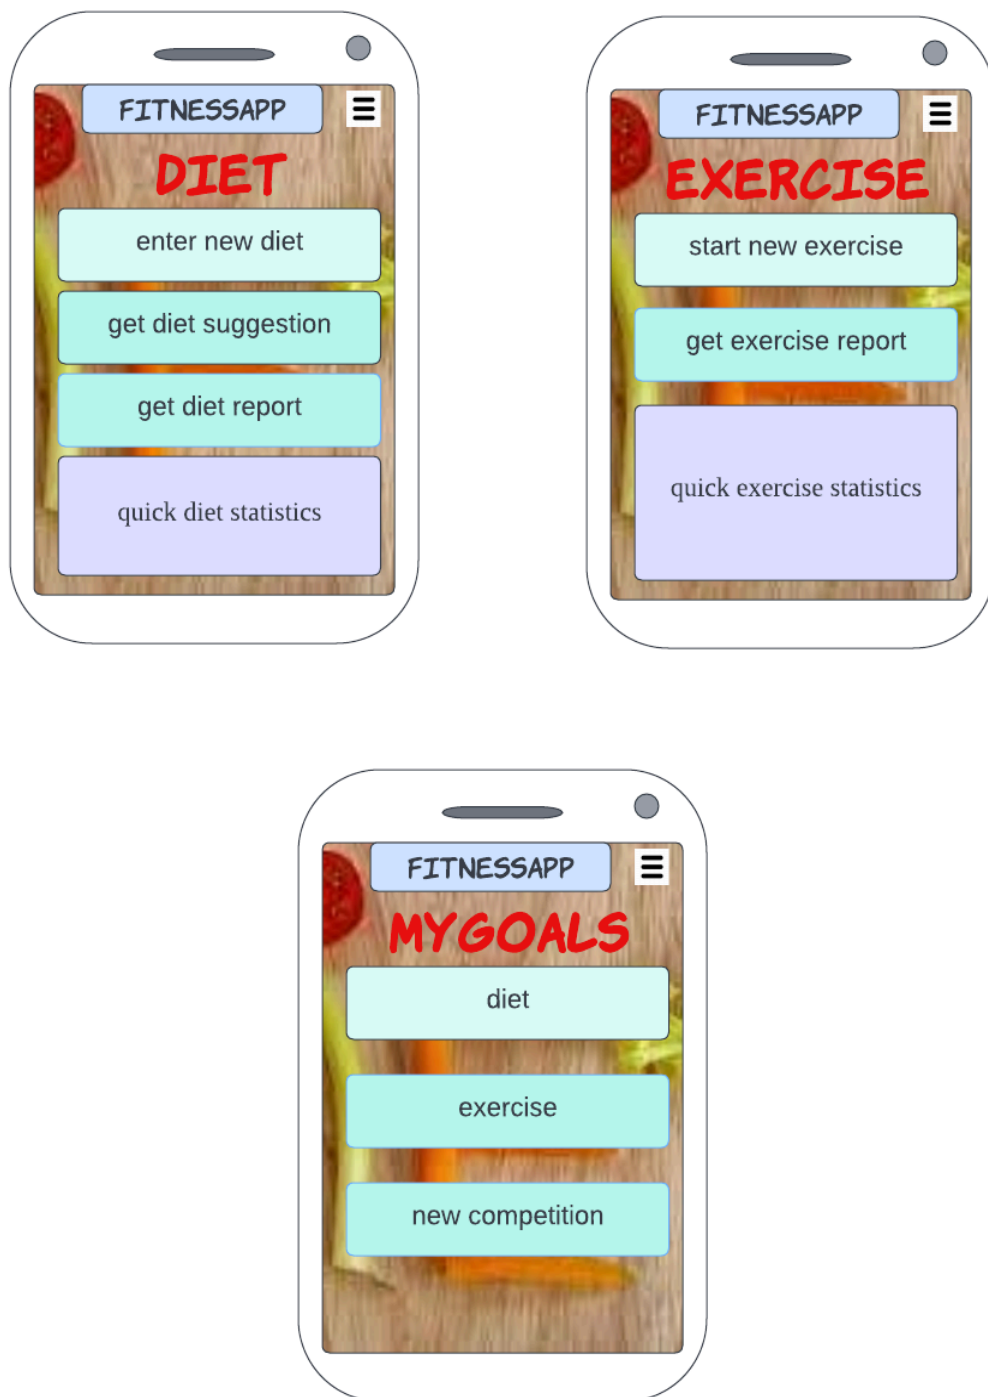 FITNESSAPP
DIET
enter new diet
get diet suggestion
get diet report
quick diet statistics
FITNESSAPP
EXERCISE
start new exercise
get exercise report
quick exercise statistics
FITNESSAPP
MYGOALS
diet
exercise
new competition